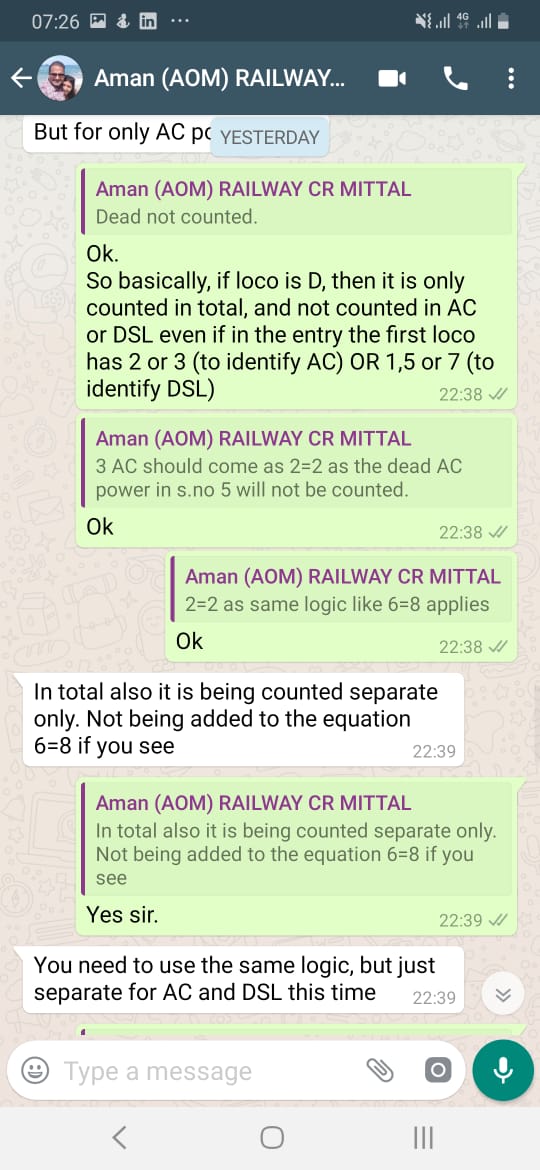 07:26
4G
Aman (AOM) RAILWAY...
But for only AC
YESTERDAY
Aman (AOM) RAILWAY CR MITTAL
Dead not counted.
Ok.
So basically, if loco is D, then it is only
counted in total, and not counted in AC
or DSL even if in the entry the first loco
has 2 or 3 (to identify AC) OR 1,5 or 7 (to
identify DSL)
22:38
Aman (AOM) RAILWAY CR MITTAL
3 AC should come as 2=2 as the dead AC
power in s.no 5 will not be counted.
Ok
22:38
Aman (AOM) RAILWAY CR MITTAL
2=2 as same logic like 6=8 applies
Ok
22:38
In total also it is being counted separate
only. Not being added to the equation
6=8 if you see
22:39
Aman (AOM) RAILWAY CR MITTAL
In total also it is being counted separate only.
Not being added to the equation 6=8 if you
see
Yes sir.
22:39
You need to use the same logic, but just
separate for AC and DSL this time
22:39
Type a message